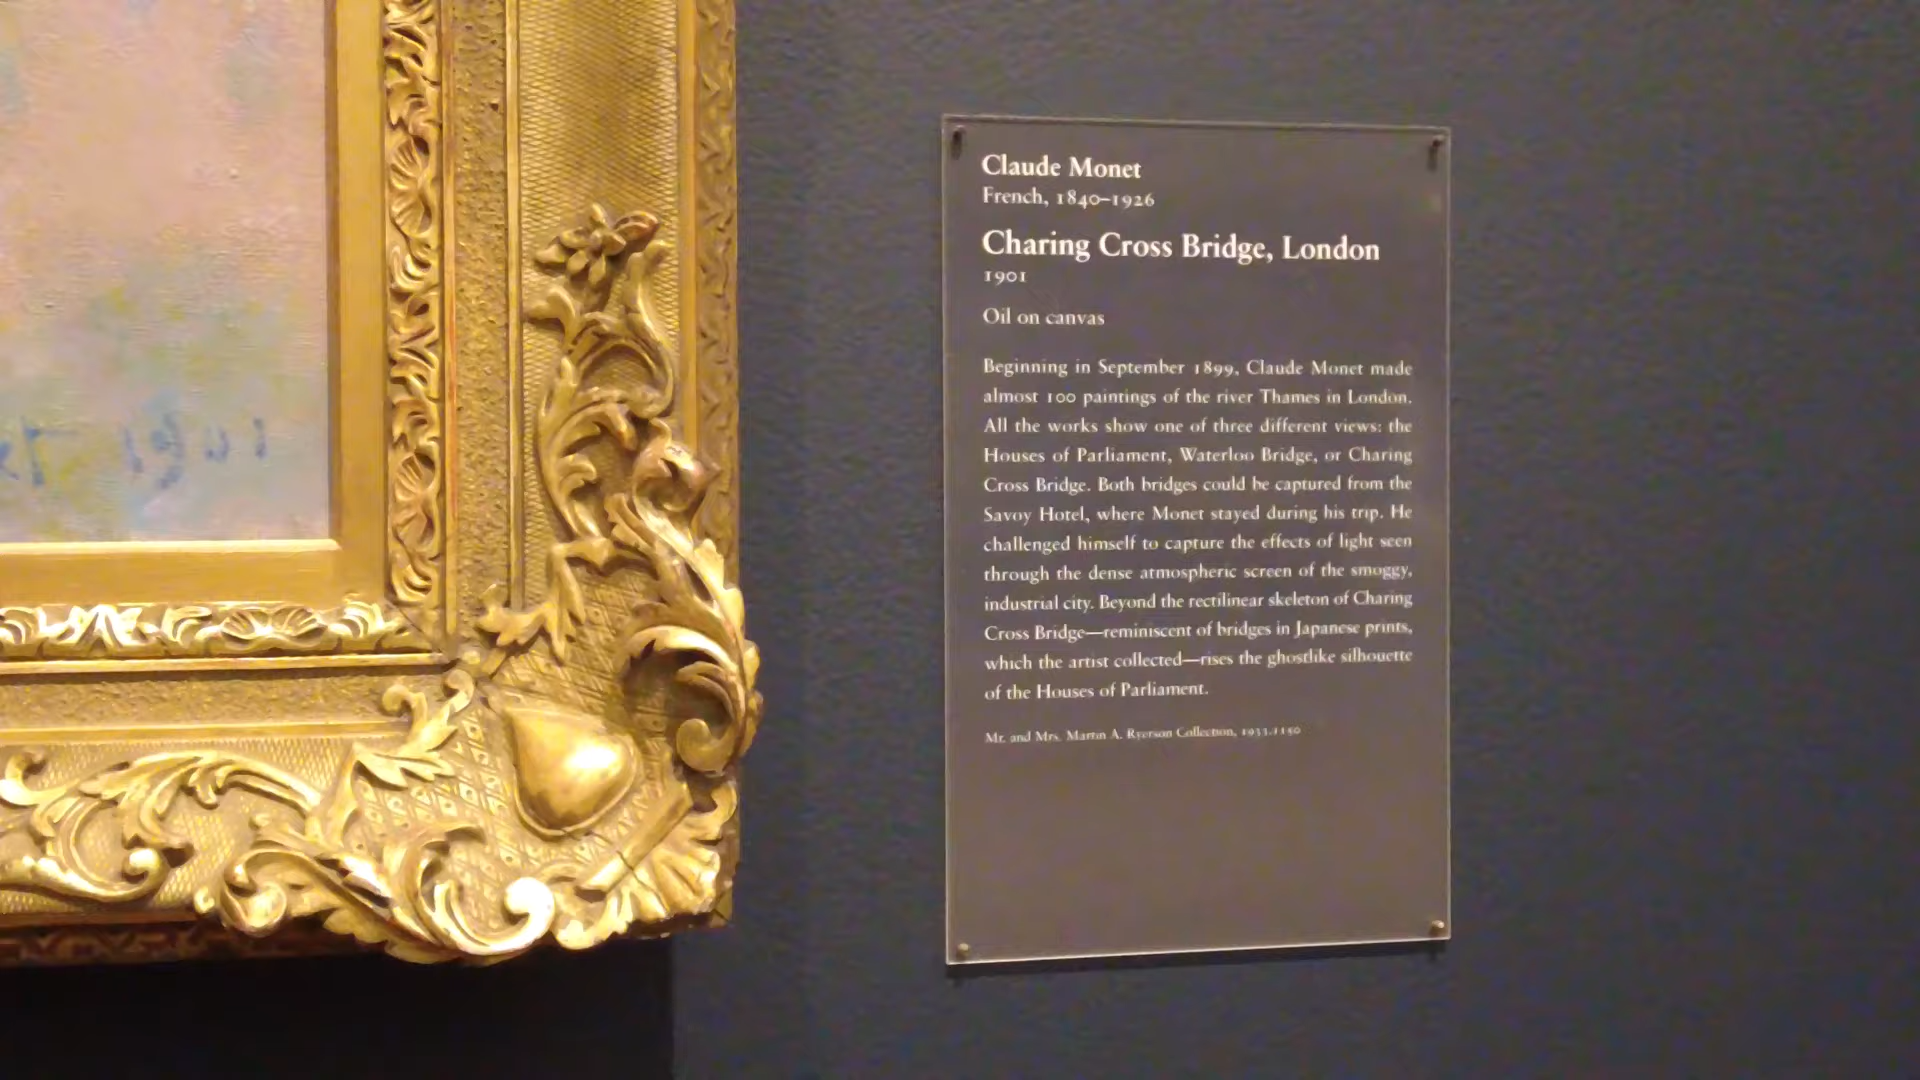 et 1901
Claude Monet
French, 1840–1926
Charing Cross Bridge, London
1901
Oil on canvas
Beginning in September 1899, Claude Monet made
almost 100 paintings of the river Thames in London.
All the works show one of three different views: the
Houses of Parliament, Waterloo Bridge, or Charing
Cross Bridge. Both bridges could be captured from the
Savoy Hotel, where Monet stayed during his trip. He
challenged himself to capture the effects of light seen
through the dense atmospheric screen of the smoggy,
industrial city. Beyond the rectilinear skeleton of Charing
Cross Bridge—reminiscent of bridges in Japanese prints,
which the artist collected—rises the ghostlike silhouette
of the Houses of Parliament.
Mr. and Mrs. Martin A. Ryerson Collection, 1933.1150